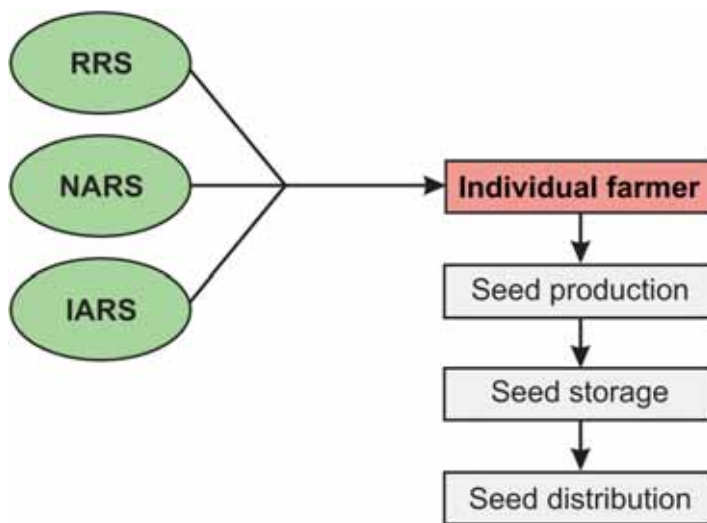 RRS
NARS
IARS
Individual farmer
Seed production
Seed storage
Seed distribution